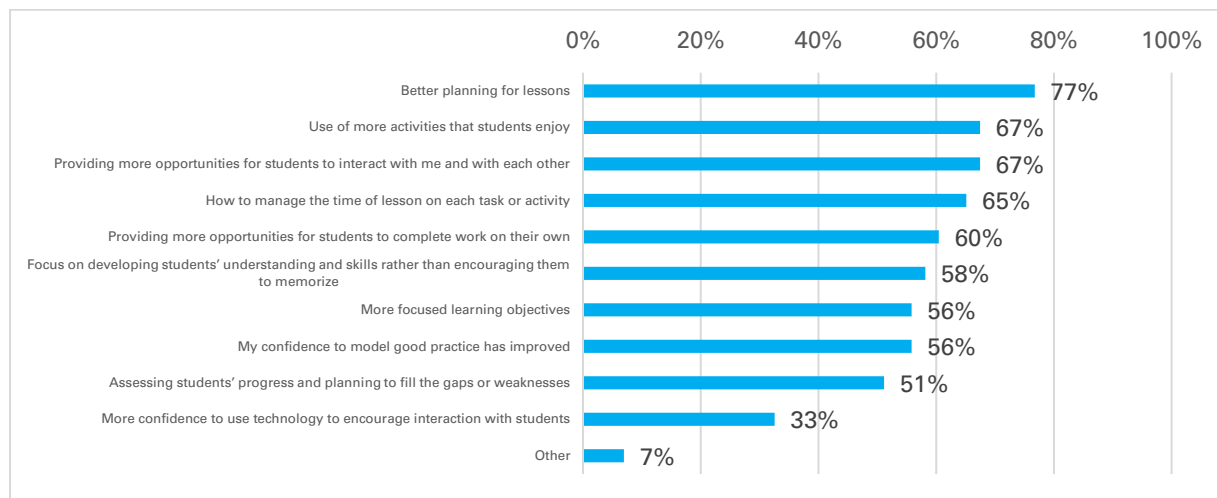 0% 20% 40% 60% 80% 100%
Better planning for lessons 77%
Use of more activities that students enjoy 67%
Providing more opportunities for students to interact with me and with each other 67%
How to manage the time of lesson on each task or activity 65%
Providing more opportunities for students to complete work on their own 60%
Focus on developing students’ understanding and skills rather than encouraging them
to memorize 58%
More focused learning objectives 56%
My confidence to model good practice has improved 56%
Assessing students’ progress and planning to fill the gaps or weaknesses 51%
More confidence to use technology to encourage interaction with students 33%
Other 7%